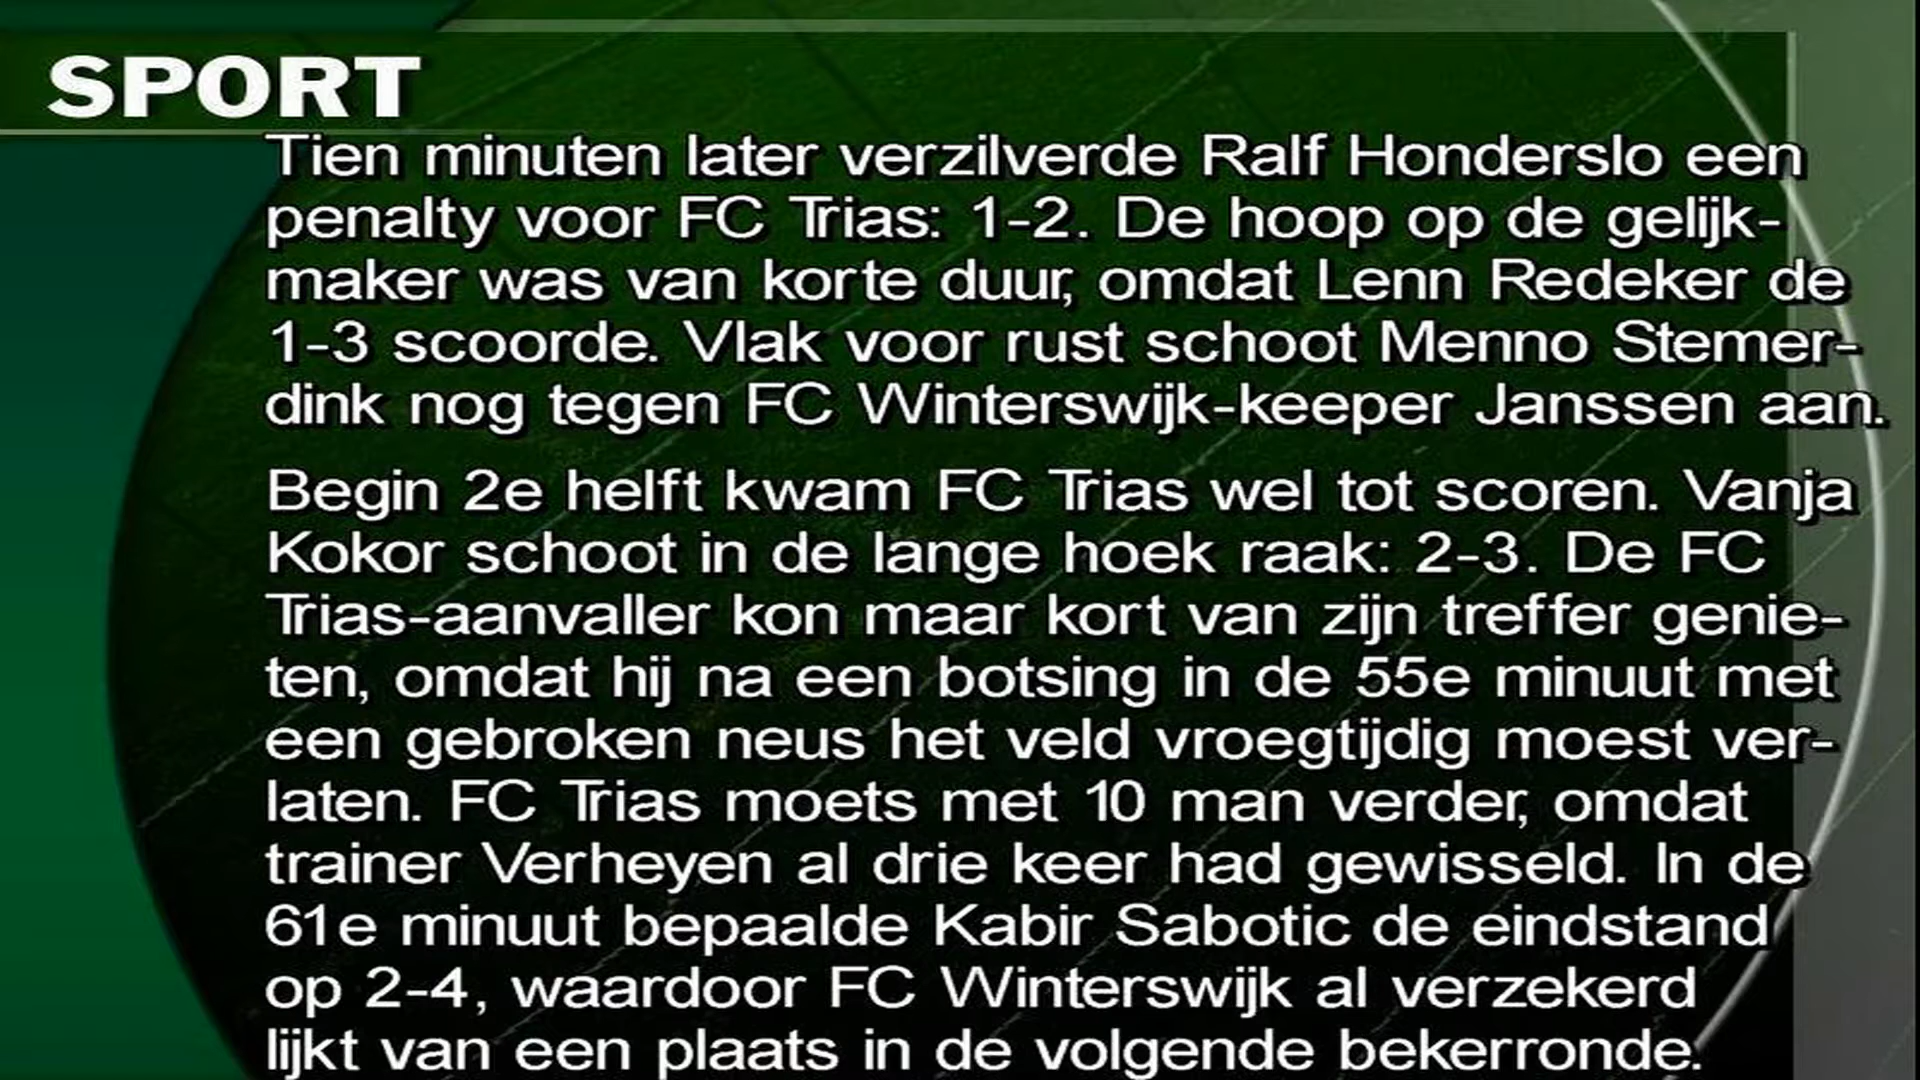 SPORT
Tien minuten later verzilverde Ralf Honderslo een
penalty voor FC Trias: 1-2. De hoop op de gelijk-
maker was van korte duur, omdat Lenn Redeker de
1-3 scoorde. Vlak voor rust schoot Menno Stemer-
dink nog tegen FC Winterswijk-keeper Janssen aan.
Begin 2e helft kwam FC Trias wel tot scoren. Vanja
Kokor schoot in de lange hoek raak: 2-3. De FC
Trias-aanvaller kon maar kort van zijn treffer genie-
ten, omdat hij na een botsing in de 55e minuut met
een gebroken neus het veld vroegtijdig moest ver-
laten. FC Trias moets met 10 man verder, omdat
trainer Verheyen al drie keer had gewisseld. In de
61e minuut bepaalde Kabir Sabotic de eindstand
op 2-4, waardoor FC Winterswijk al verzekerd
lijkt van een plaats in de volgende bekerronde.